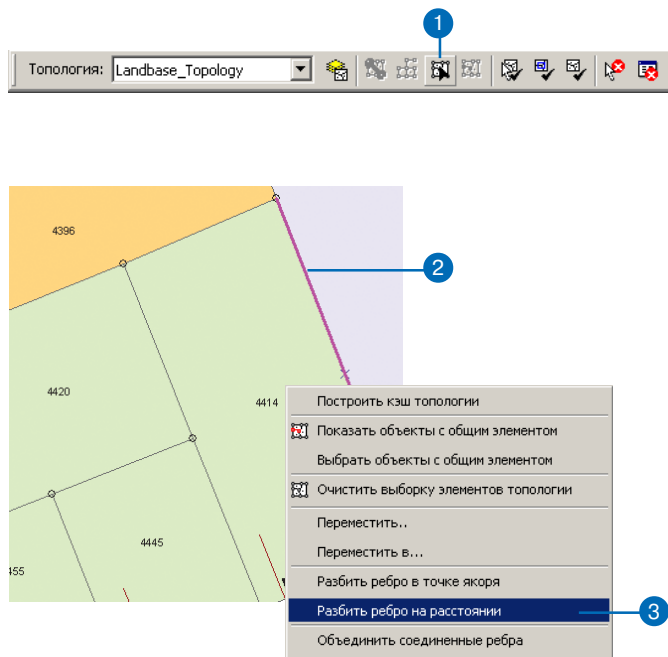 1
Топология: Landbase_Topology
4396
2
4420
4414
4445
455
Построить кэш топологии
Показать объекты с общим элементом
Выбрать объекты с общим элементом
Очистить выборку элементов топологии
Переместить..
Переместить в...
Разбить ребро в точке якоря
Разбить ребро на расстоянии
3
Объединить соединенные ребра